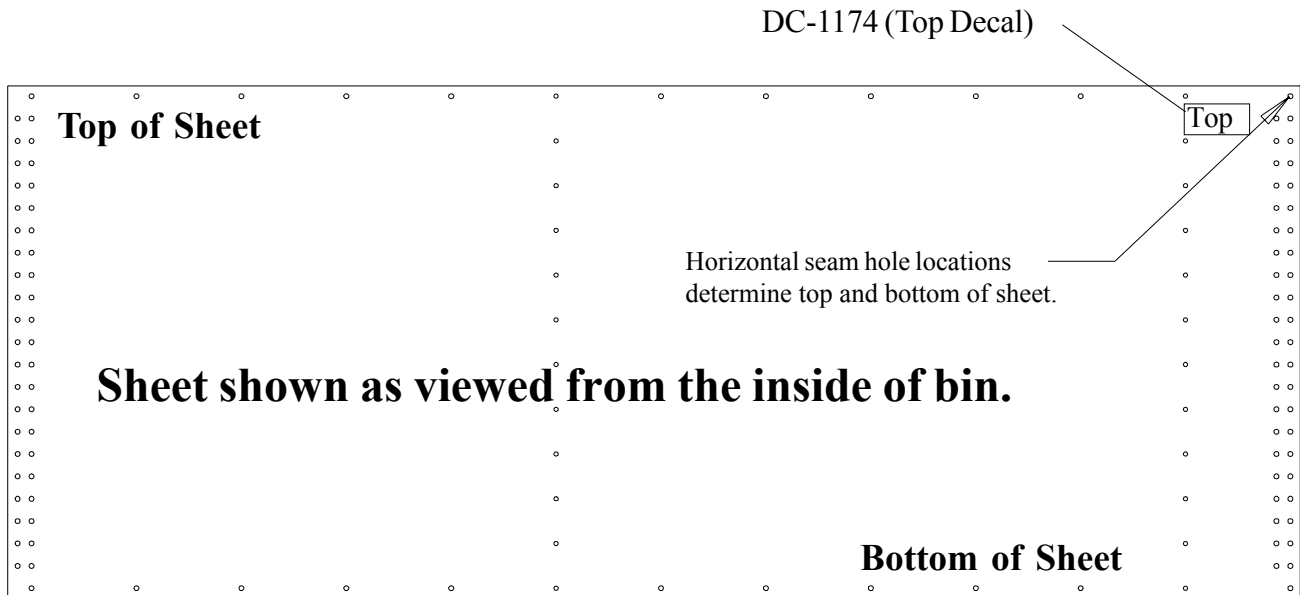 DC-1174 (Top Decal)
Top of Sheet
Top
Horizontal seam hole locations
determine top and bottom of sheet.
Sheet shown as viewed from the inside of bin.
Bottom of Sheet